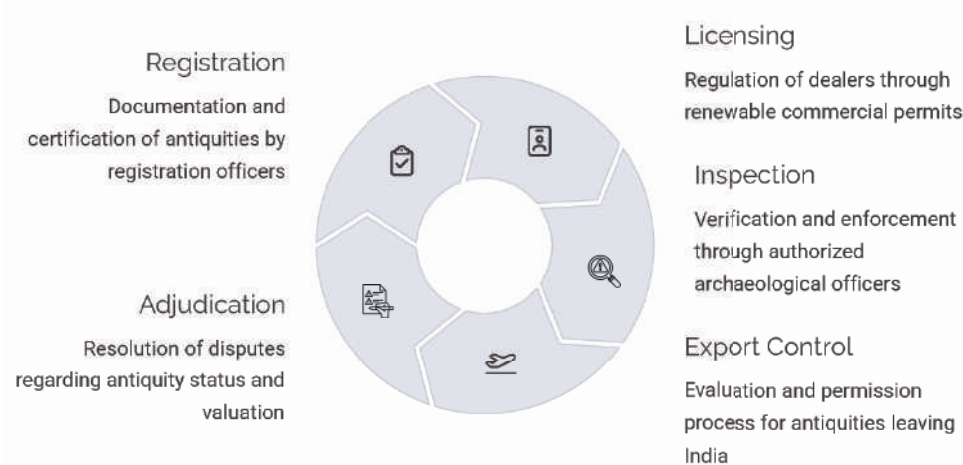 Registration
Documentation and
certification of antiquities by
registration officers
Adjudication
Resolution of disputes
regarding antiquity status and
valuation
Licensing
Regulation of dealers through
renewable commercial permits
Inspection
Verification and enforcement
through authorized
archaeological officers
Export Control
Evaluation and permission
process for antiquities leaving
India